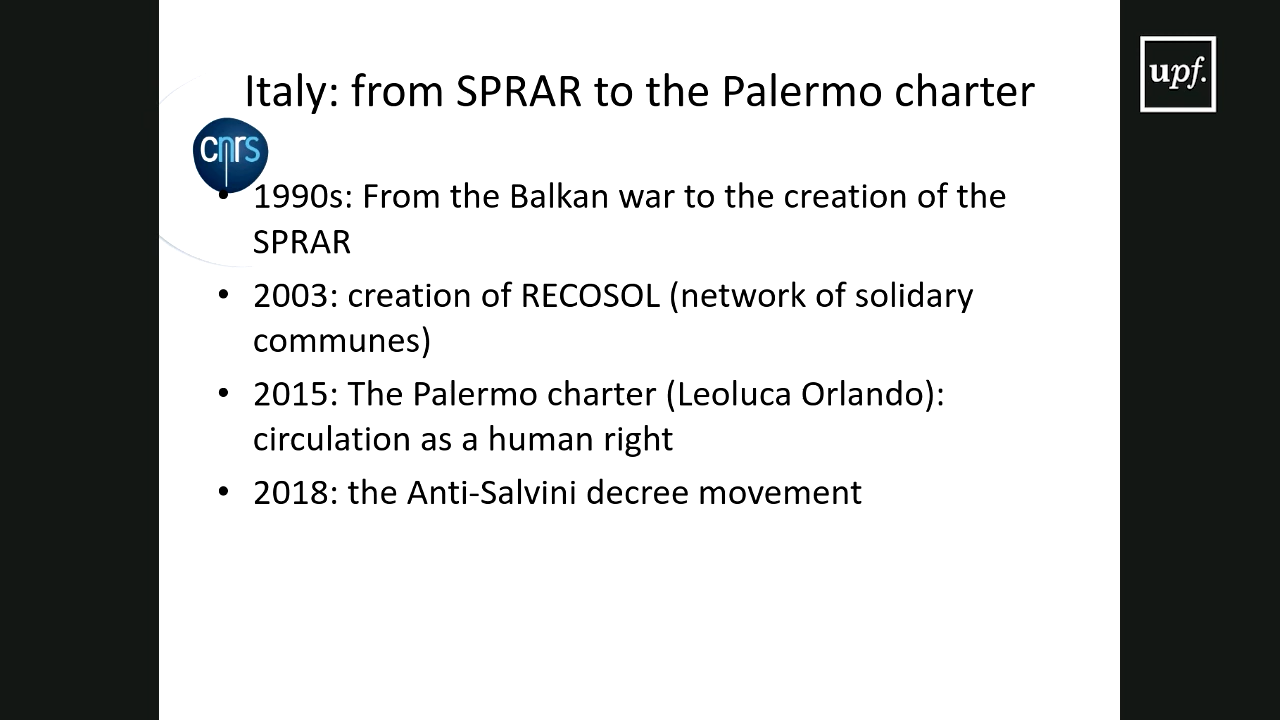 Italy: from SPRAR to the Palermo charter
upf.
cnrs
• 1990s: From the Balkan war to the creation of the
SPRAR
• 2003: creation of RECOSOL (network of solidary
communes)
• 2015: The Palermo charter (Leoluca Orlando):
circulation as a human right
• 2018: the Anti-Salvini decree movement